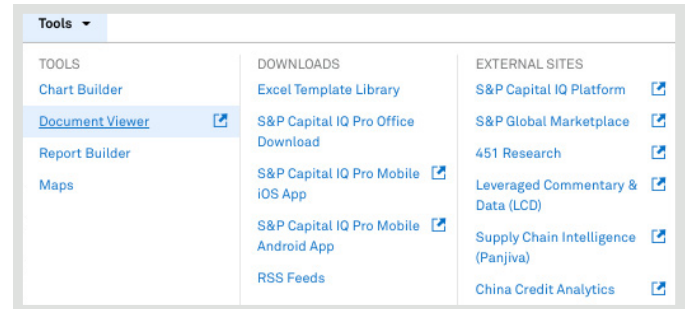 Tools
TOOLS
Chart Builder
Document Viewer
Report Builder
Maps
DOWNLOADS
Excel Template Library
S&P Capital IQ Pro Office
Download
S&P Capital IQ Pro Mobile
iOS App
S&P Capital IQ Pro Mobile
Android App
RSS Feeds
EXTERNAL SITES
S&P Capital IQ Platform
S&P Global Marketplace
451 Research
Leveraged Commentary &
Data (LCD)
Supply Chain Intelligence
(Panjiva)
China Credit Analytics